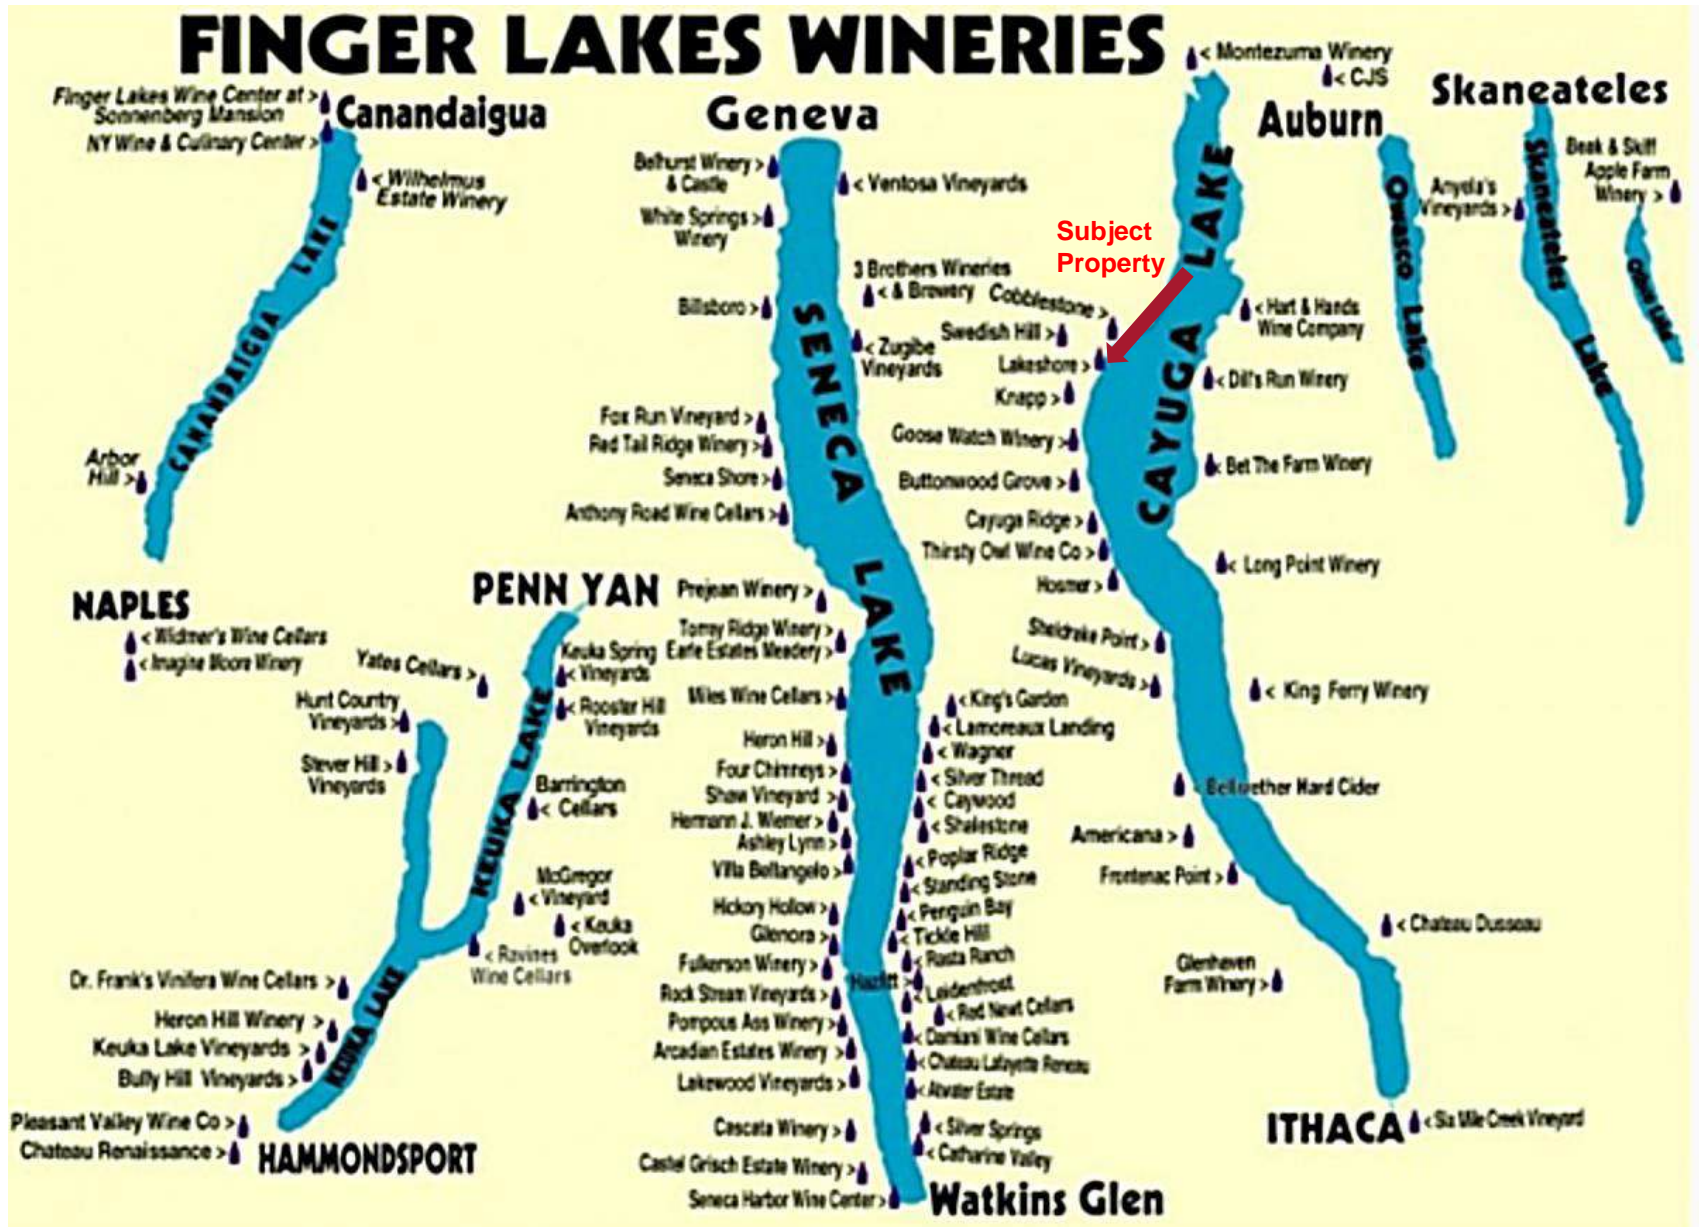 FINGER LAKES WINERIES
< Montezuma Winery
< CJS
Finger Lakes Wine Center at >
Sonnenberg Mansion
NY Wine & Culinary Center >
Canandaigua
< Wilhelmus
Estate Winery
CANANDAIGUA LAKE
Arbor
Hill >
NAPLES
< Widmer's Wine Cellars
< Imagine Moore Winery
PENN YAN
Yates Cellars >
Hunt Country
Vineyards >
Stever Hill >
Vineyards
Keuka Spring
< Vineyards
< Rooster Hill
Vineyards
Barrington
< Cellars
KEUKA LAKE
McGregor
< Vineyard
< Keuka
Overlook
< Ravines
Wine Cellars
Dr. Frank's Vinifera Wine Cellars >
Heron Hill Winery >
Keuka Lake Vineyards >
Bully Hill Vineyards >
KEUKA LAKE
Pleasant Valley Wine Co >
Chateau Renaissance >
HAMMONDSPORT
Geneva
Belhurst Winery >
& Castle
White Springs >
Winery
Billsboro >
Fox Run Vineyard >
Red Tail Ridge Winery >
Seneca Shore >
Anthony Road Wine Cellars >
Prejean Winery >
Torrey Ridge Winery >
Earle Estates Meadery >
Miles Wine Cellars >
Heron Hill >
Four Chimneys >
Shaw Vineyard >
Hermann J. Wiemer >
Ashley Lynn >
Villa Bellangelo >
Hickory Hollow >
Glenora >
Fulkerson Winery >
Rock Stream Vineyards >
Pompous Ass Winery >
Arcadian Estates Winery >
Lakewood Vineyards >
Cascata Winery >
Castel Grisch Estate Winery >
Seneca Harbor Wine Center >
SENECA LAKE
< Ventosa Vineyards
3 Brothers Wineries
< & Brewery
< Zugibe
Vineyards
< King's Garden
< Lamoreaux Landing
< Wagner
< Silver Thread
< Caywood
< Shalestone
< Poplar Ridge
< Standing Stone
< Penguin Bay
< Tickle Hill
< Rasta Ranch
Hazlitt >
< Leidenfrost
< Red Newt Cellars
< Damiani Wine Cellars
< Chateau Lafayette Reneau
< Atwater Estate
< Silver Springs
< Catharine Valley
Watkins Glen
Subject
Property
Cobblestone >
Swedish Hill >
Lakeshore >
Knapp >
Goose Watch Winery >
Buttonwood Grove >
Cayuga Ridge >
Thirsty Owl Wine Co >
Hosmer >
Sheldrake Point >
Lucas Vineyards >
< Bellwether Hard Cider
Americana >
Frontenac Point >
Glenhaven
Farm Winery >
CAYUGA LAKE
< Hart & Hands
Wine Company
< Dill's Run Winery
< Bet The Farm Winery
< Long Point Winery
< King Ferry Winery
< Chateau Dusseau
ITHACA
< Six Mile Creek Vineyard
Auburn
Owasco Lake
Skaneateles
Anyela's
Vineyards >
Skaneateles Lake
Beak & Skiff
Apple Farm
Winery >
Otisco Lake